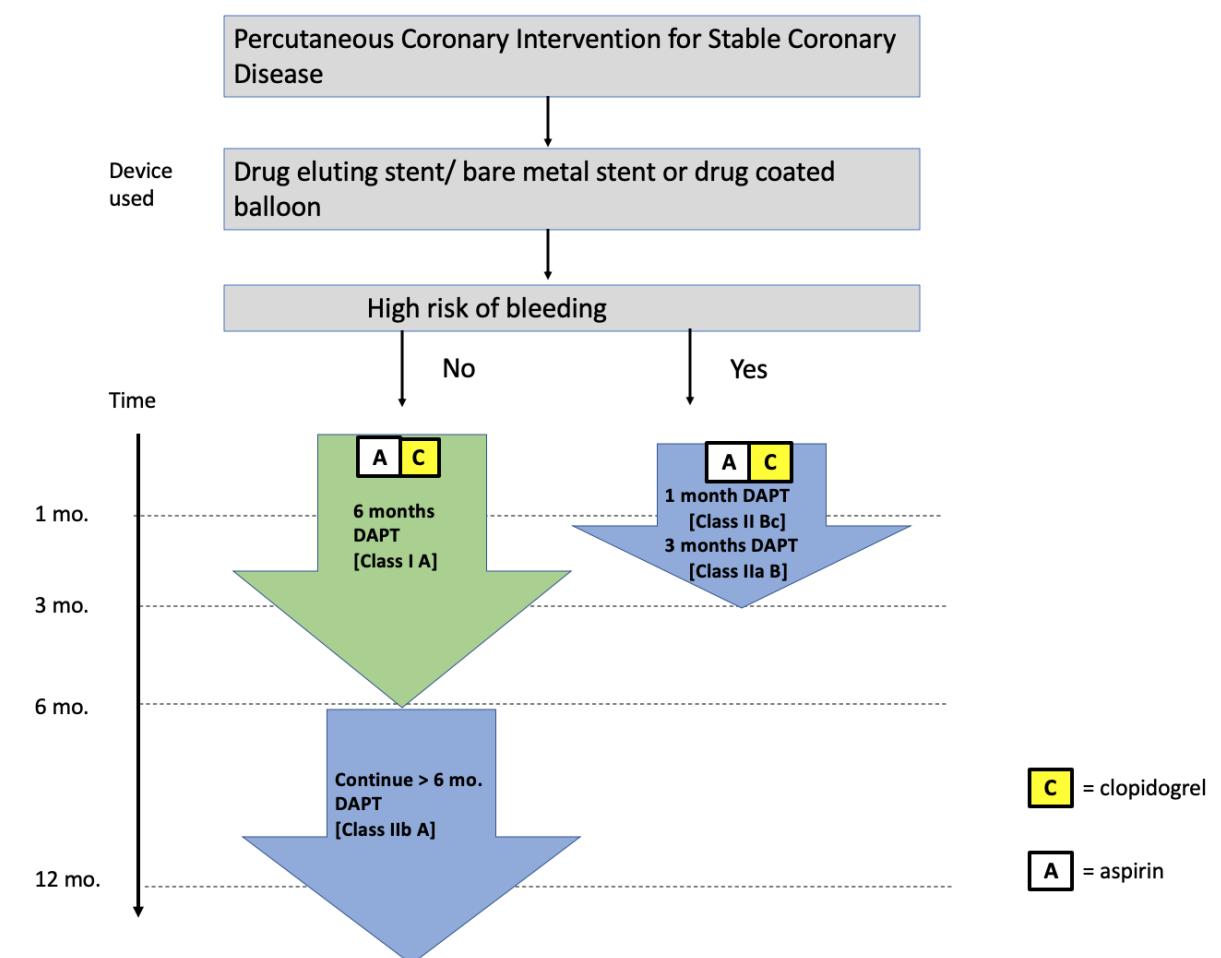 Percutaneous Coronary Intervention for Stable Coronary
Disease
Device
used
Drug eluting stent/ bare metal stent or drug coated
balloon
High risk of bleeding
No
Yes
Time
A C
6 months
DAPT
[Class I A]
A C
1 month DAPT
[Class II Bc]
3 months DAPT
[Class IIa B]
1 mo.
3 mo.
6 mo.
Continue > 6 mo.
DAPT
[Class IIb A]
12 mo.
C = clopidogrel
A = aspirin